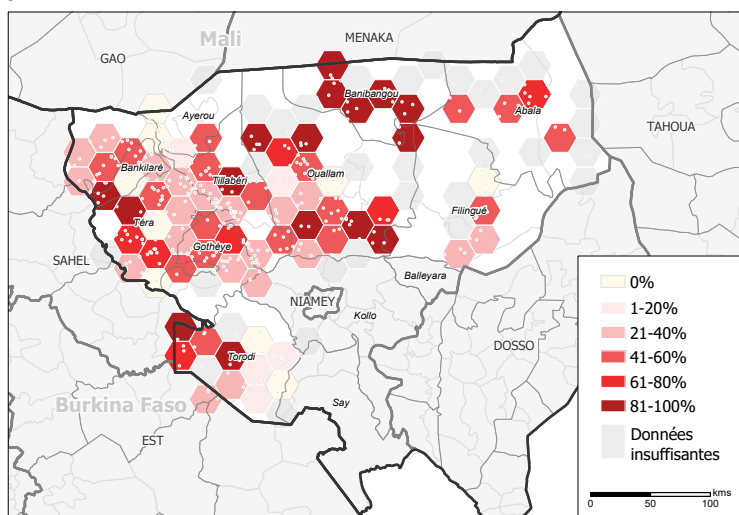 Mali
MENAKA
GAO
Banibangou
Abala
Ayerou
TAHOUA
Bankilaré
Ouallam
Tillabéri
Filingué
Téra
Gothèye
SAHEL
Balleyara
NIAMEY
Kollo
DOSSO
Torodi
Burkina Faso
Say
EST
0%
1-20%
21-40%
41-60%
61-80%
81-100%
Données
insuffisantes
kms
0 50 100